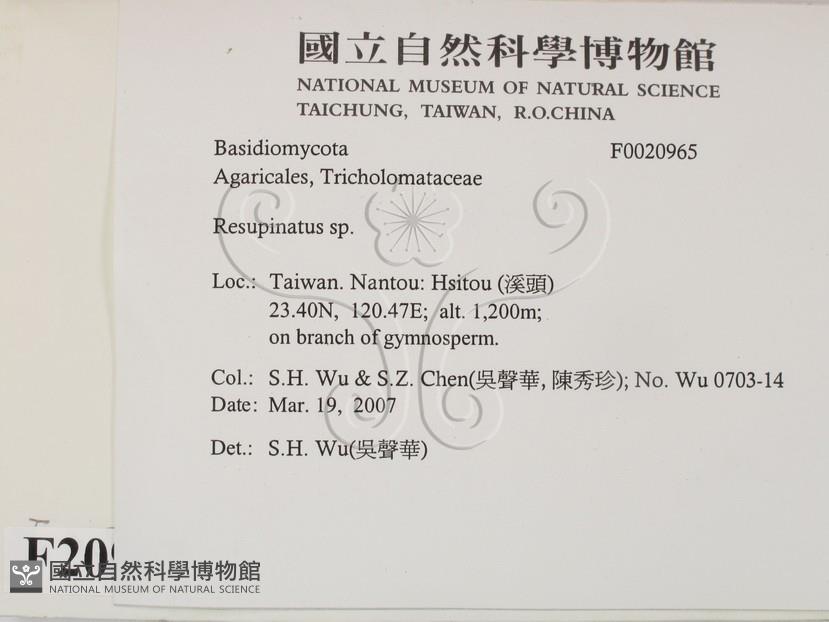 國立自然科學博物館
NATIONAL MUSEUM OF NATURAL SCIENCE
TAICHUNG, TAIWAN, R.O.CHINA
Basidiomycota F0020965
Agaricales, Tricholomataceae
Resupinatus sp.
Loc.: Taiwan. Nantou: Hsitou (溪頭)
23.40N, 120.47E; alt. 1,200m;
on branch of gymnosperm.
Col.: S.H. Wu & S.Z. Chen(吳聲華, 陳秀珍); No. Wu 0703-14
Date: Mar. 19, 2007
Det.: S.H. Wu(吳聲華)
F209
國立自然科學博物館
NATIONAL MUSEUM OF NATURAL SCIENCE